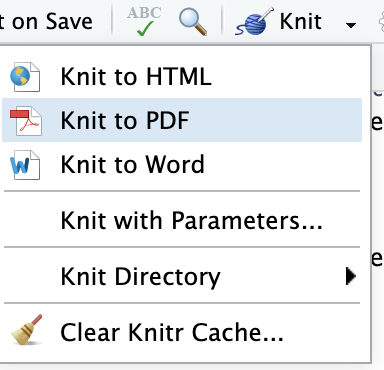 t on Save ABC Knit
Knit to HTML
Knit to PDF
Knit to Word
Knit with Parameters...
Knit Directory
Clear Knitr Cache...